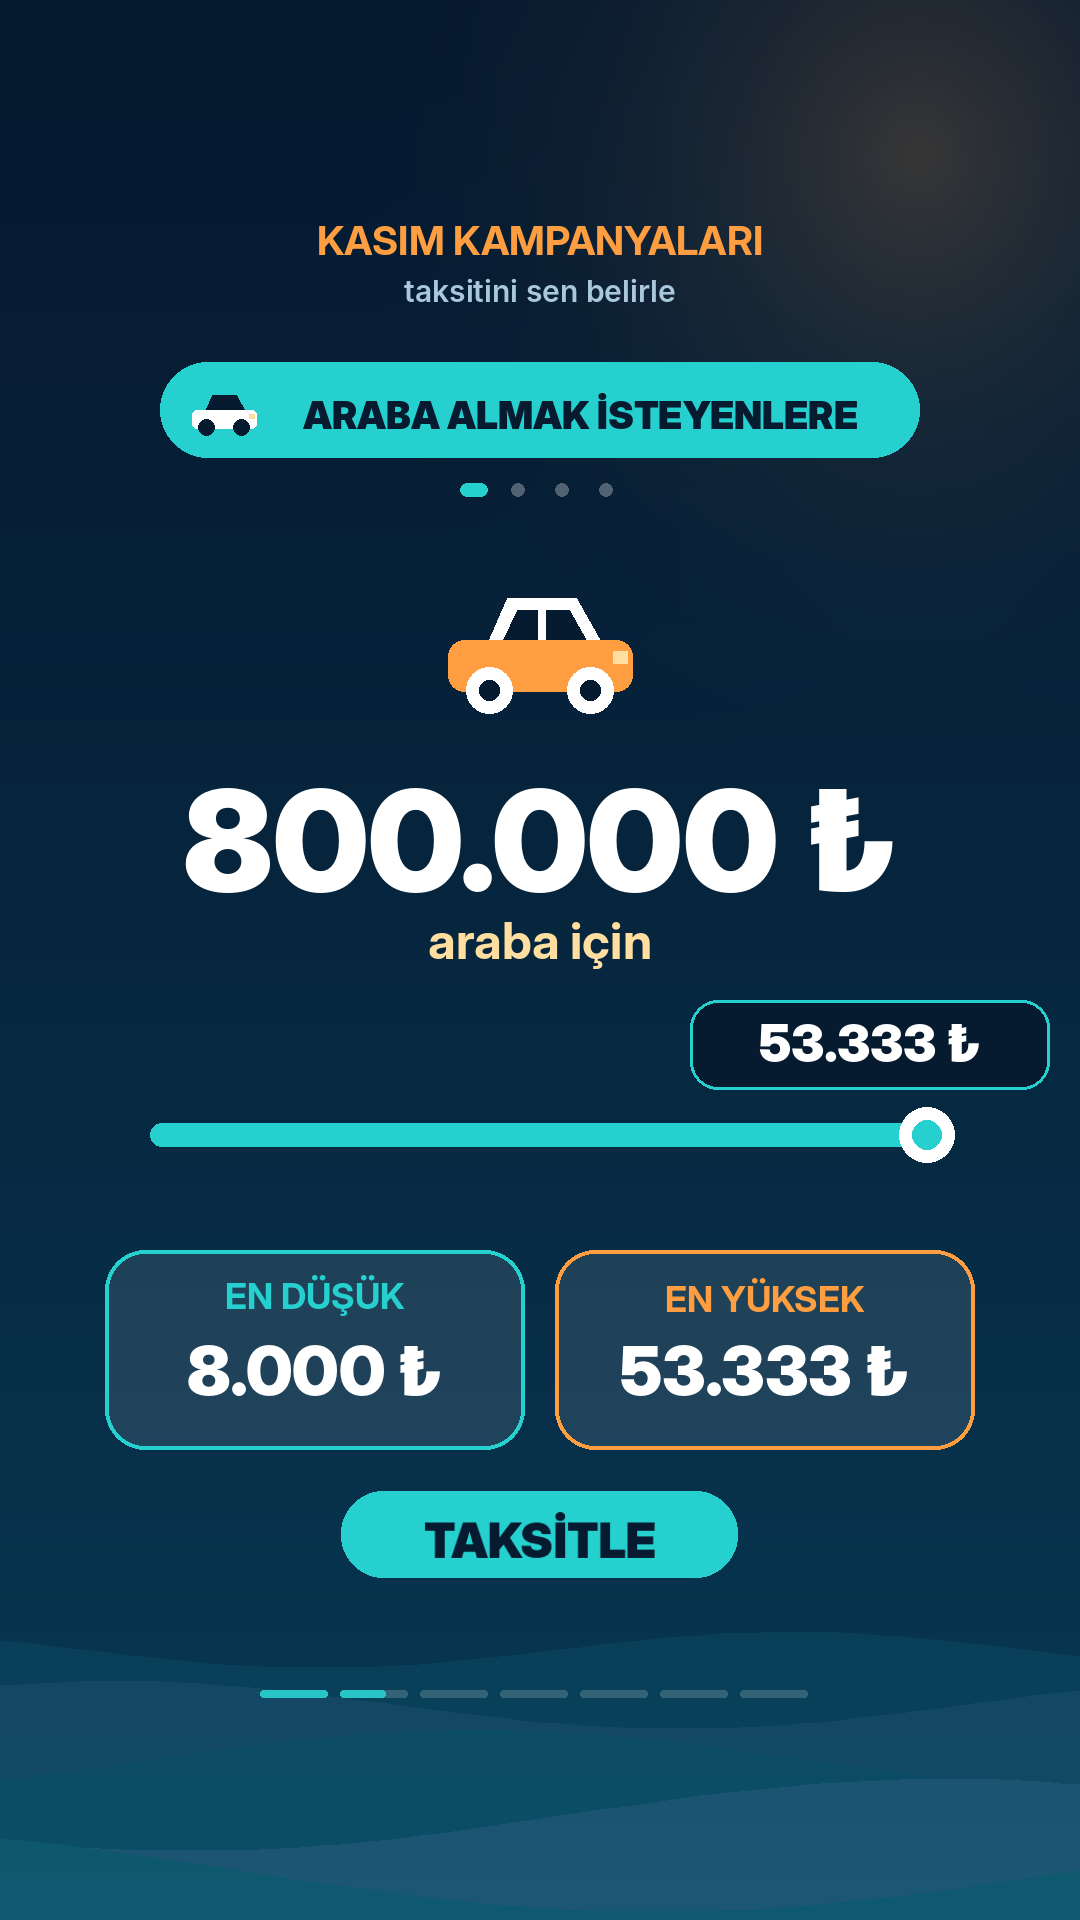 KASIM KAMPANYALARI
taksitini sen belirle
ARABA ALMAK İSTEYENLERE
800.000 ₺
araba için
53.333 ₺
EN DÜŞÜK
8.000 ₺
EN YÜKSEK
53.333 ₺
TAKSİTLE